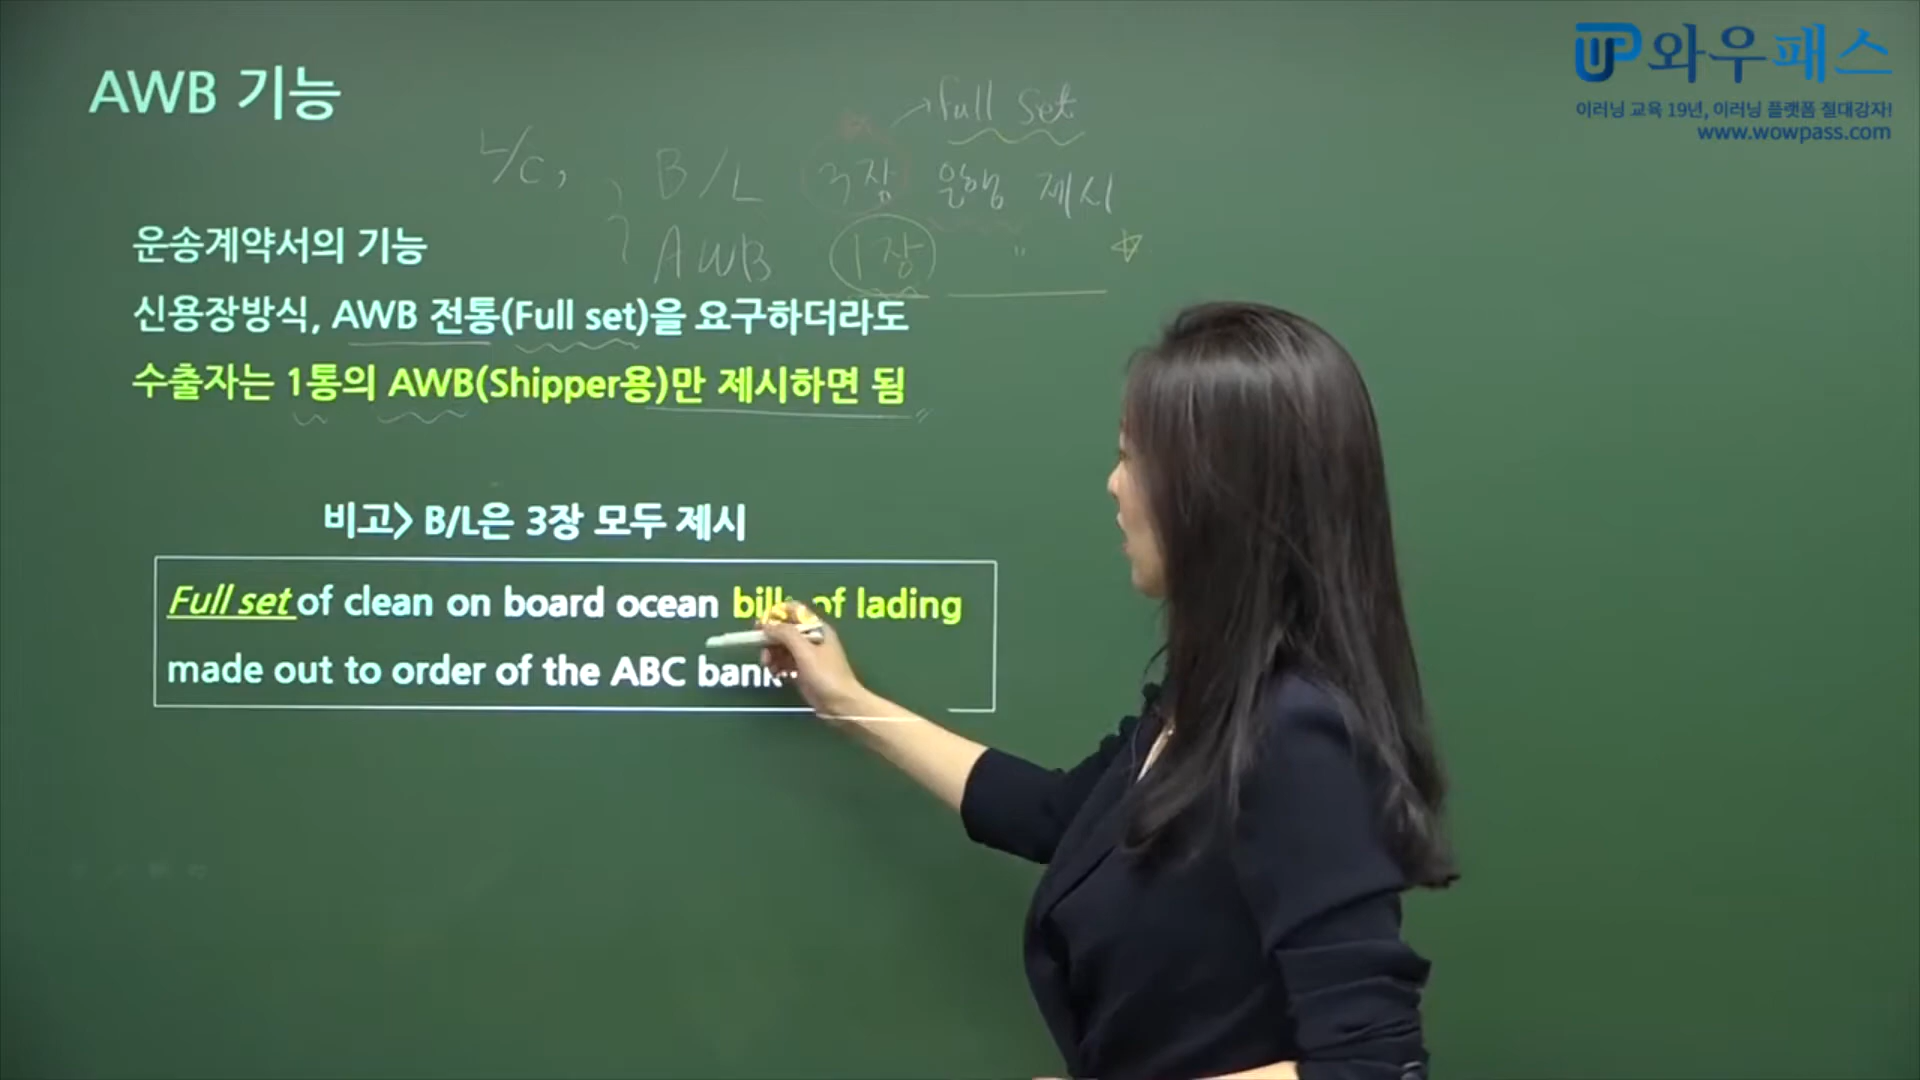 와우패스
이러닝 교육 19년, 이러닝 플랫폼 절대강자!
www.wowpass.com
AWB 기능
full set
L/C, B/L 3장 은행 제시
AWB 1장 "
운송계약서의 기능
신용장방식, AWB 전통(Full set)을 요구하더라도
수출자는 1통의 AWB(Shipper용)만 제시하면 됨
비고> B/L은 3장 모두 제시
Full set of clean on board ocean bills of lading
made out to order of the ABC bank